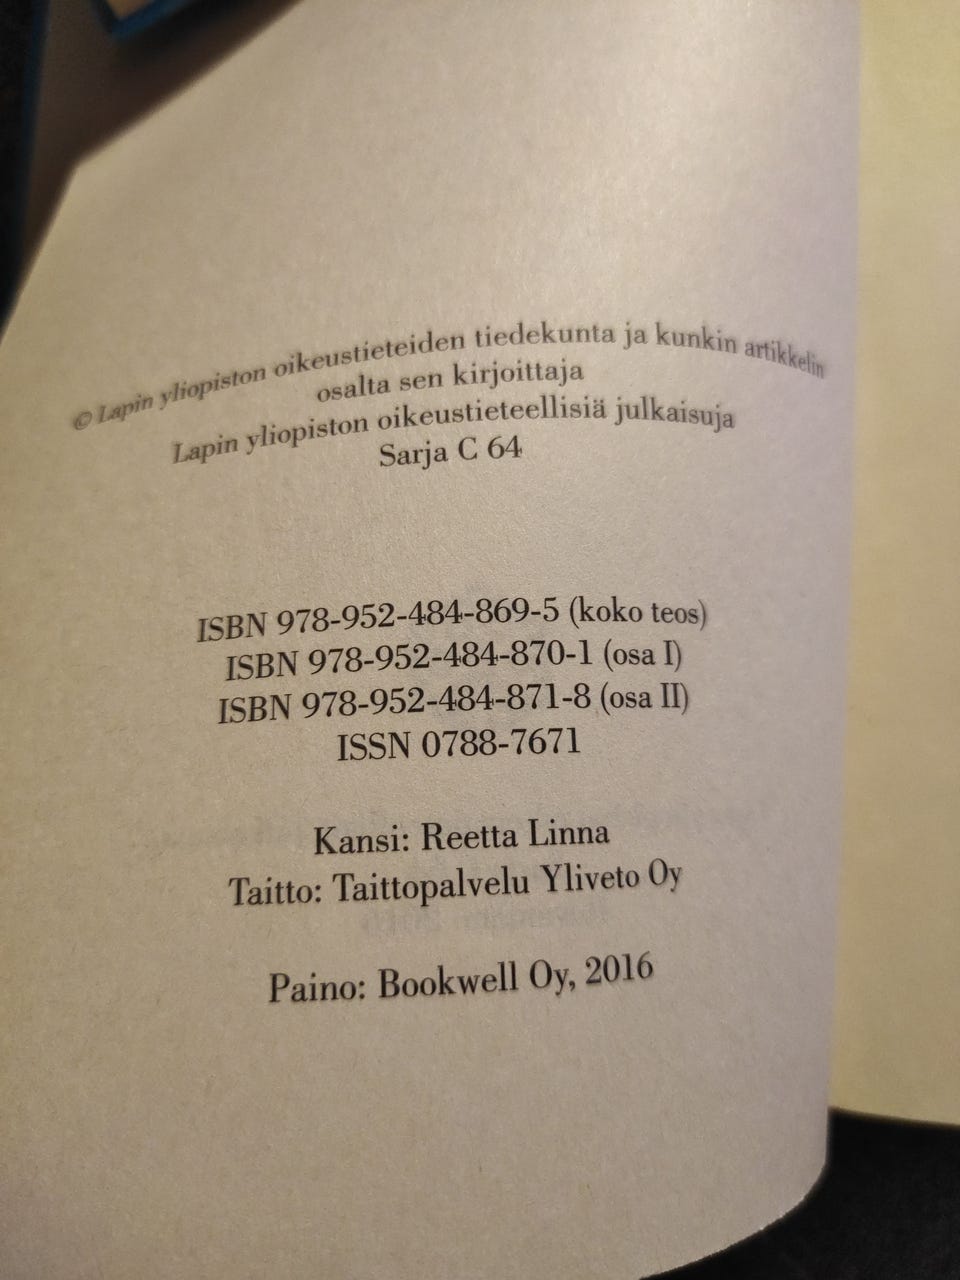 © Lapin yliopiston oikeustieteiden tiedekunta ja kunkin artikkelin
osalta sen kirjoittaja
Lapin yliopiston oikeustieteellisiä julkaisuja
Sarja C 64
ISBN 978-952-484-869-5 (koko teos)
ISBN 978-952-484-870-1 (osa I)
ISBN 978-952-484-871-8 (osa II)
ISSN 0788-7671
Kansi: Reetta Linna
Taitto: Taittopalvelu Yliveto Oy
Paino: Bookwell Oy, 2016